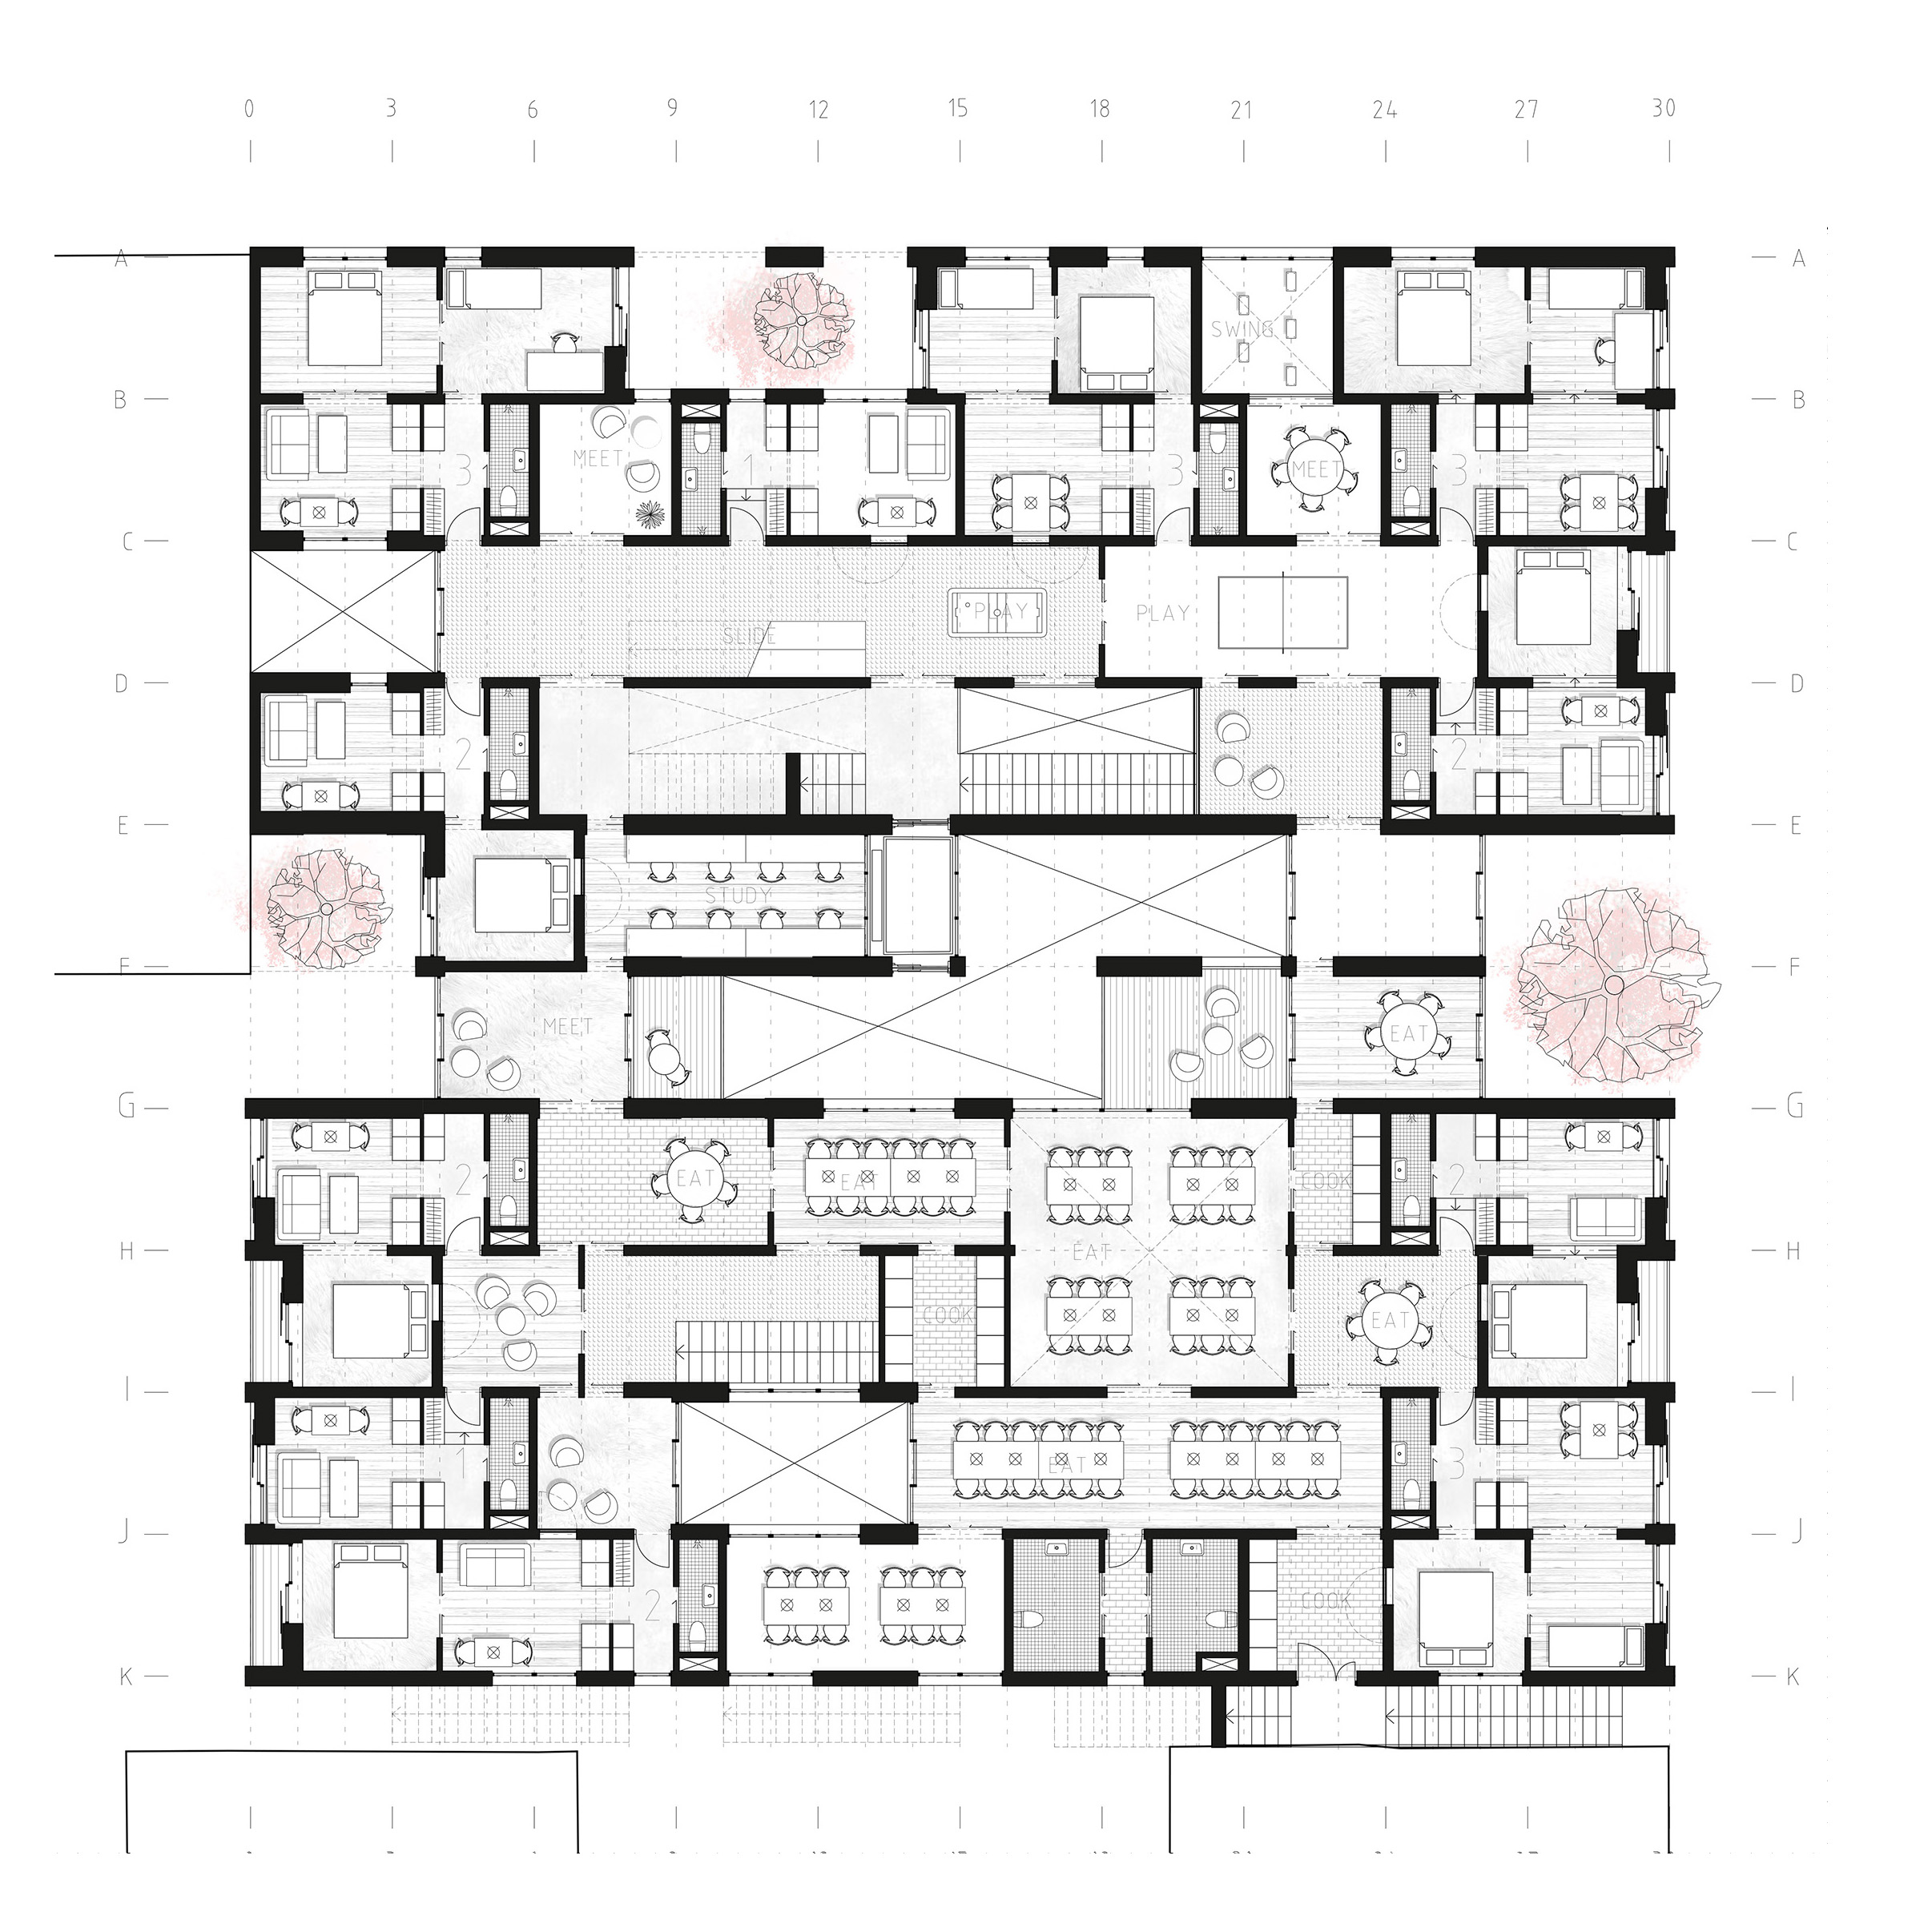 0 3 6 9 12 15 18 21 24 27 30
A A
SWING
B B
MEET 1 MEET
3 3 3
C C
PLAY PLAY
SLIDE
D D
2 2
E E
STUDY
F F
MEET EAT
G G
2 EAT EAT COOK 2
H EAT H
COOK EAT
I I
1 EAT 3
J J
2 COOK
K K